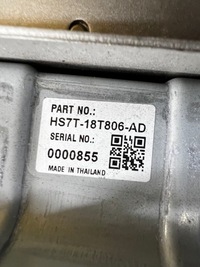 PART NO.:
HS7T-18T806-AD
SERIAL NO.:
0000855
MADE IN THAILAND